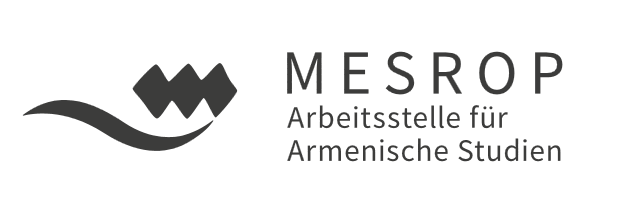 MESROP
Arbeitsstelle für
Armenische Studien